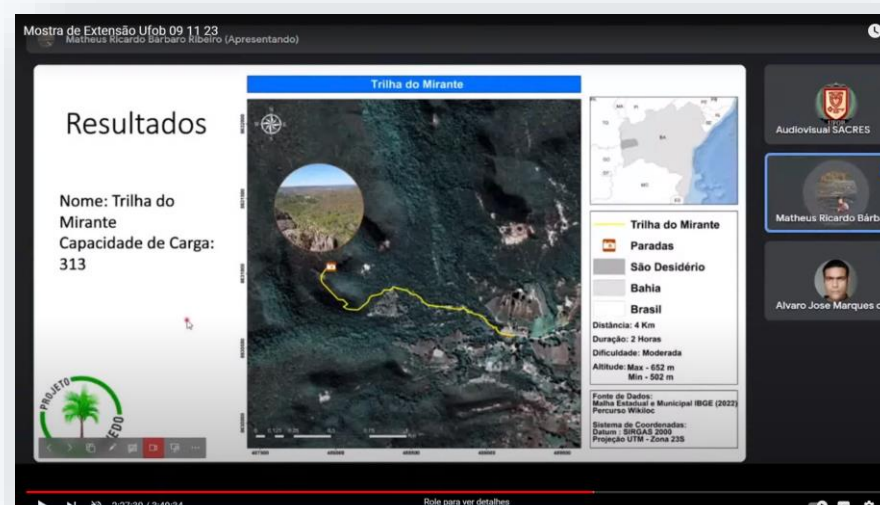 Mostra de Extensão Ufob 09 11 23
Matheus Ricardo Bárbaro Ribeiro (Apresentando)
Resultados
Nome: Trilha do
Mirante
Capacidade de Carga:
313
PROJETO
Trilha do Mirante
BA
Trilha do Mirante
Paradas
São Desidério
Bahia
Brasil
Distância: 4 Km
Duração: 2 Horas
Dificuldade: Moderada
Altitude: Max - 652 m
Min - 502 m
Fonte de Dados:
Malha Estadual e Municipal IBGE (2022)
Percurso Wikiloc
Sistema de Coordenadas:
Datum : SIRGAS 2000
Projeção UTM - Zona 23S
Audiovisual SACRES
Matheus Ricardo Bárb
Alvaro Jose Marques
Role para ver detalhes